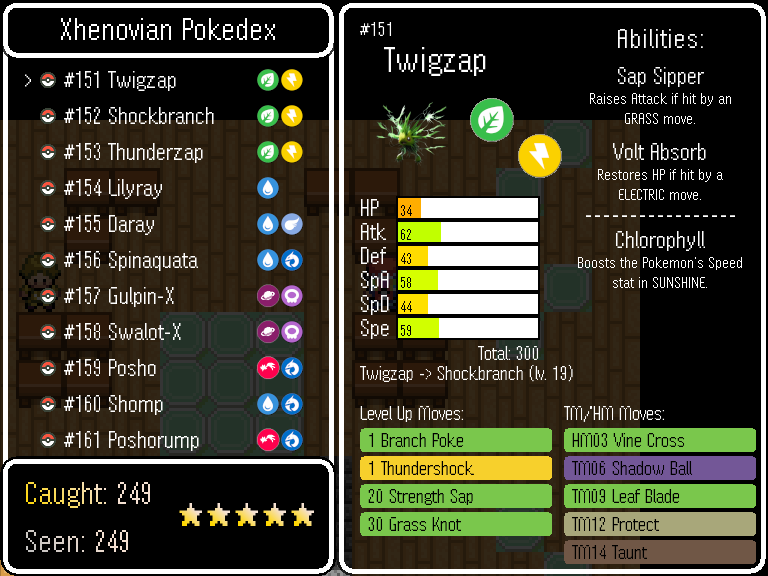 Xhenovian Pokedex
> #151 Twigzap
#152 Shockbranch
#153 Thunderzap
#154 Lilyray
#155 Daray
#156 Spinaquata
#157 Gulpin-X
#158 Swalot-X
#159 Posho
#160 Shomp
#161 Poshorump
Caught: 249
Seen: 249
#151
Twigzap
HP 34
Atk 62
Def 43
SpA 58
SpD 44
Spe 59
Total: 300
Twigzap -> Shockbranch (lv. 13)
Abilities:
Sap Sipper
Raises Attack if hit by an
GRASS move.
Volt Absorb
Restores HP if hit by a
ELECTRIC move.
----------------
Chlorophyll
Boosts the Pokemon's Speed
stat in SUNSHINE.
Level Up Moves:
1 Branch Poke
1 Thundershock
20 Strength Sap
30 Grass Knot
TM/HM Moves:
HM03 Vine Cross
TM06 Shadow Ball
TM09 Leaf Blade
TM12 Protect
TM14 Taunt